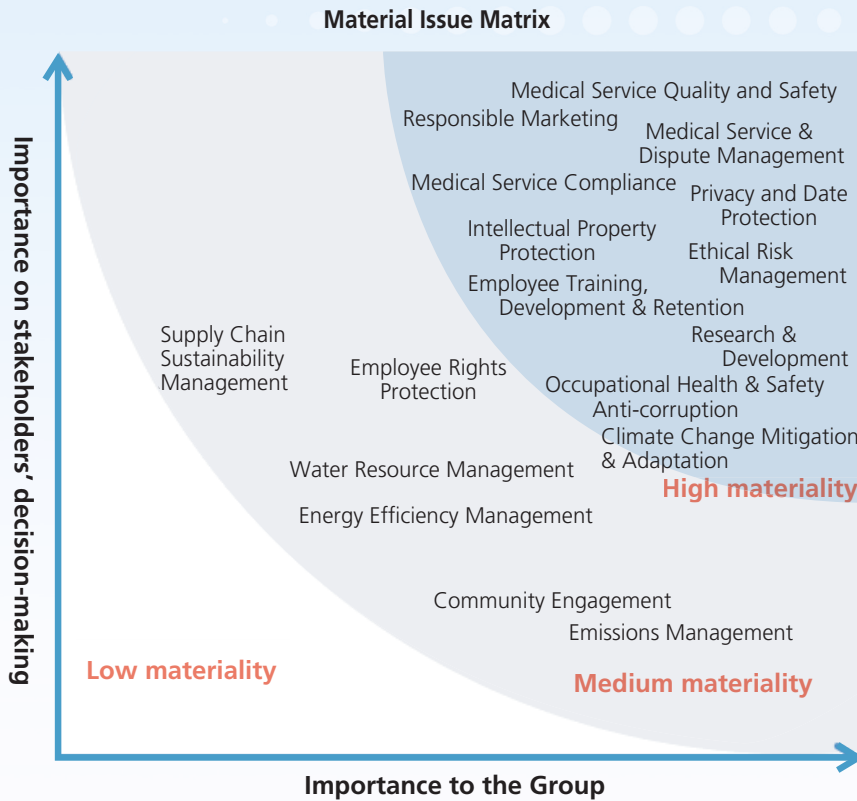 Material Issue Matrix
Importance on stakeholders' decision-making
Medical Service Quality and Safety
Responsible Marketing
Medical Service &
Dispute Management
Medical Service Compliance
Privacy and Date
Protection
Intellectual Property
Protection
Ethical Risk
Management
Employee Training,
Development & Retention
Supply Chain
Sustainability
Management
Employee Rights
Protection
Research &
Development
Occupational Health & Safety
Anti-corruption
Climate Change Mitigation
& Adaptation
Water Resource Management
High materiality
Energy Efficiency Management
Community Engagement
Emissions Management
Low materiality
Medium materiality
Importance to the Group